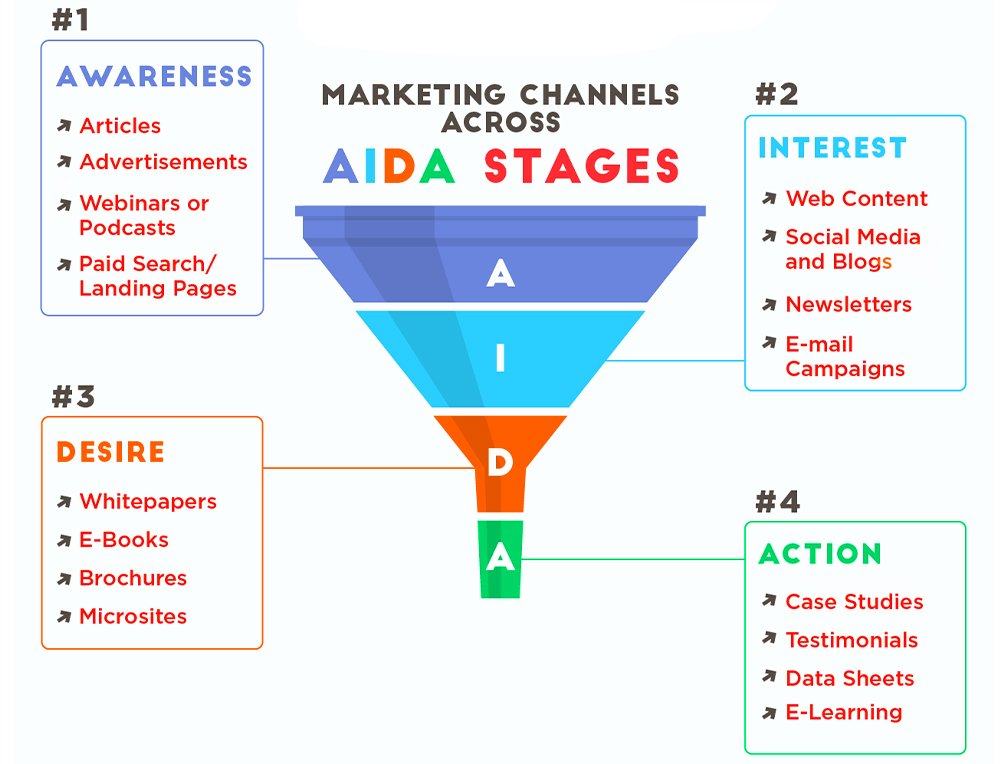 #1
AWARENESS
Articles
Advertisements
Webinars or
Podcasts
Paid Search/
Landing Pages
MARKETING CHANNELS
ACROSS
AIDA STAGES
#2
INTEREST
Web Content
Social Media
and Blogs
Newsletters
E-mail
Campaigns
A
I
D
A
#3
DESIRE
Whitepapers
E-Books
Brochures
Microsites
#4
ACTION
Case Studies
Testimonials
Data Sheets
E-Learning